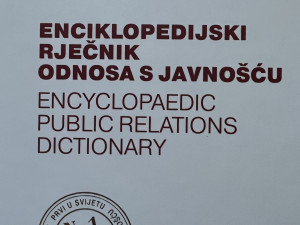 ENCIKLOPEDIJSKI
RJEČNIK
ODNOSA S JAVNOŠĆU
ENCYCLOPAEDIC
PUBLIC RELATIONS
DICTIONARY
PRVI U SVIJETU